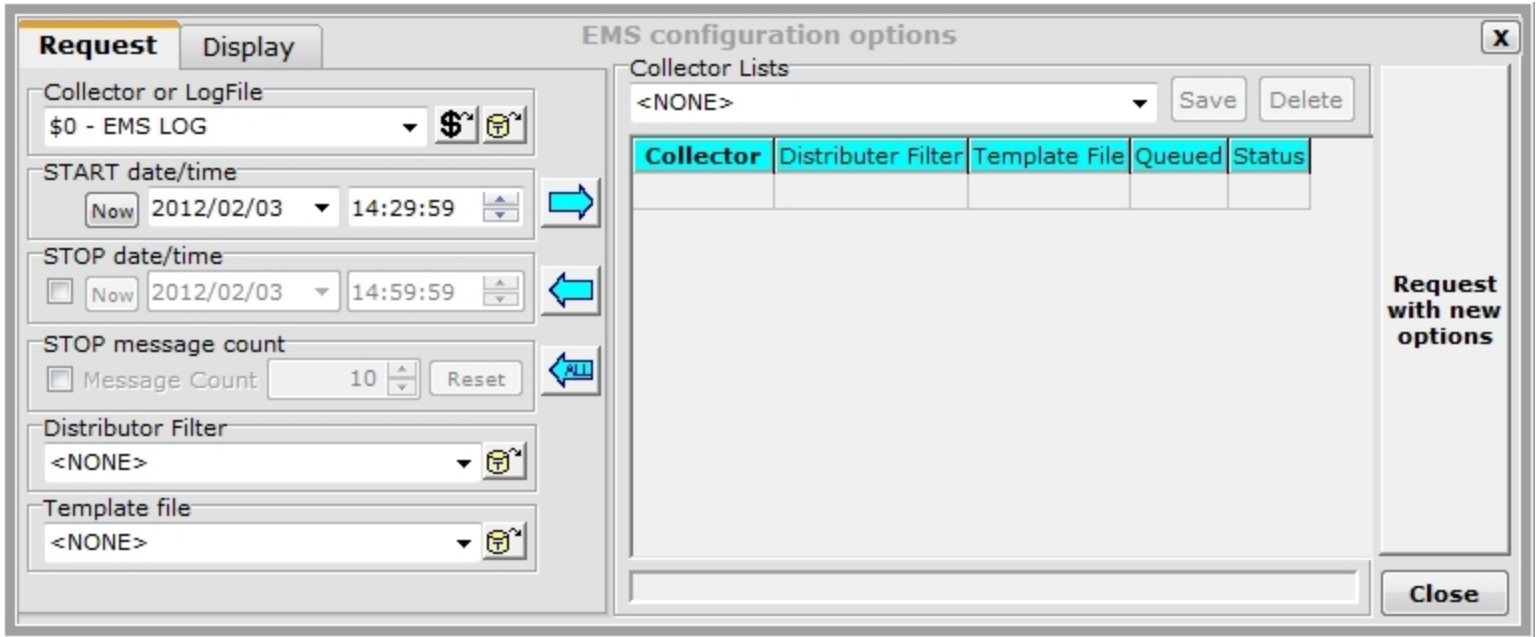 EMS configuration options
X
Request
Display
Collector or LogFile
$0 - EMS LOG
$
START date/time
Now
2012/02/03
14:29:59
STOP date/time
Now
2012/02/03
14:59:59
STOP message count
Message Count
10
Reset
ALL
Distributor Filter
<NONE>
Template file
<NONE>
Collector Lists
<NONE>
Save
Delete
Collector
Distributer Filter
Template File
Queued
Status
Request
with new
options
Close